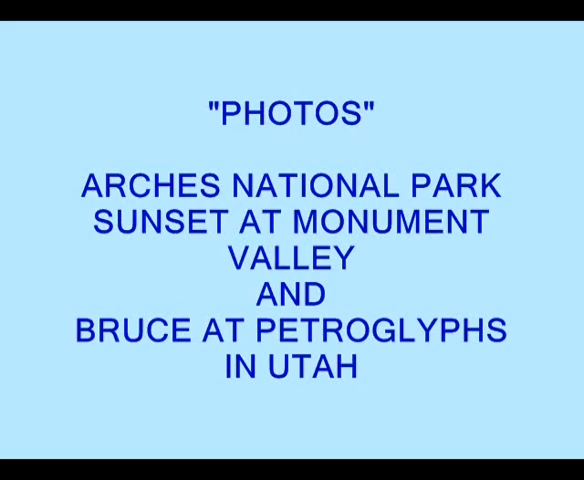 "PHOTOS"
ARCHES NATIONAL PARK
SUNSET AT MONUMENT
VALLEY
AND
BRUCE AT PETROGLYPHS
IN UTAH